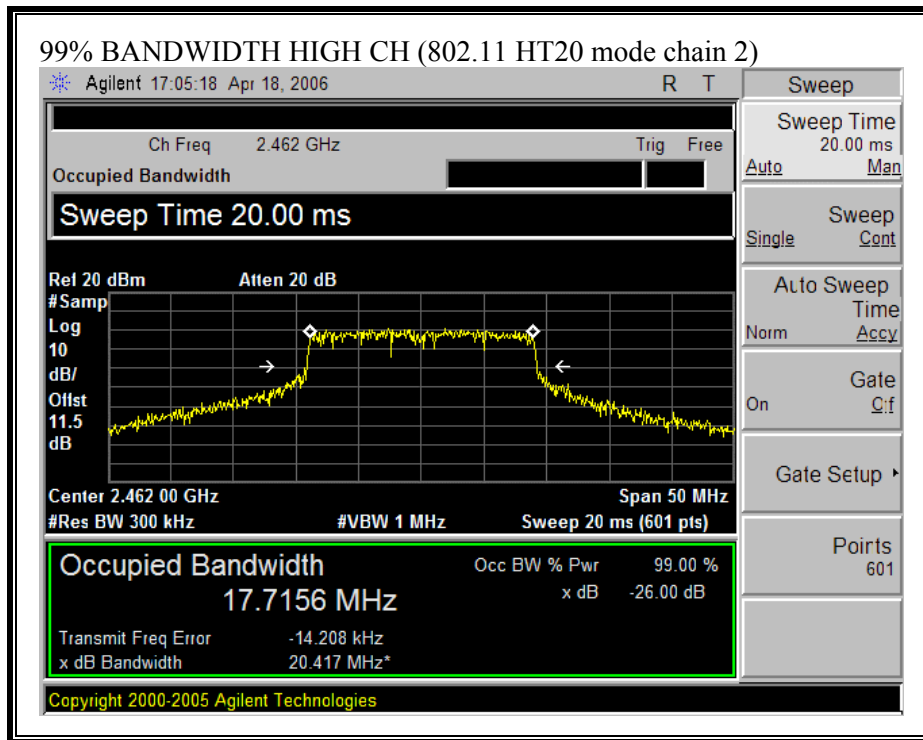 99% BANDWIDTH HIGH CH (802.11 HT20 mode chain 2)
Agilent 17:05:18 Apr 18, 2006 R T
Sweep
Ch Freq 2.462 GHz Trig Free
Occupied Bandwidth
Sweep Time 20.00 ms
Ref 20 dBm Atten 20 dB
#Samp
Log
10
dB/
Offst
11.5
dB
Center 2.462 00 GHz Span 50 MHz
#Res BW 300 kHz #VBW 1 MHz Sweep 20 ms (601 pts)
Occupied Bandwidth Occ BW % Pwr 99.00 %
17.7156 MHz x dB -26.00 dB
Transmit Freq Error -14.208 kHz
x dB Bandwidth 20.417 MHz*
Copyright 2000-2005 Agilent Technologies
Sweep Time
20.00 ms
Auto Man
Sweep
Single Cont
Auto Sweep
Time
Norm Accy
Gate
On Off
Gate Setup
Points
601